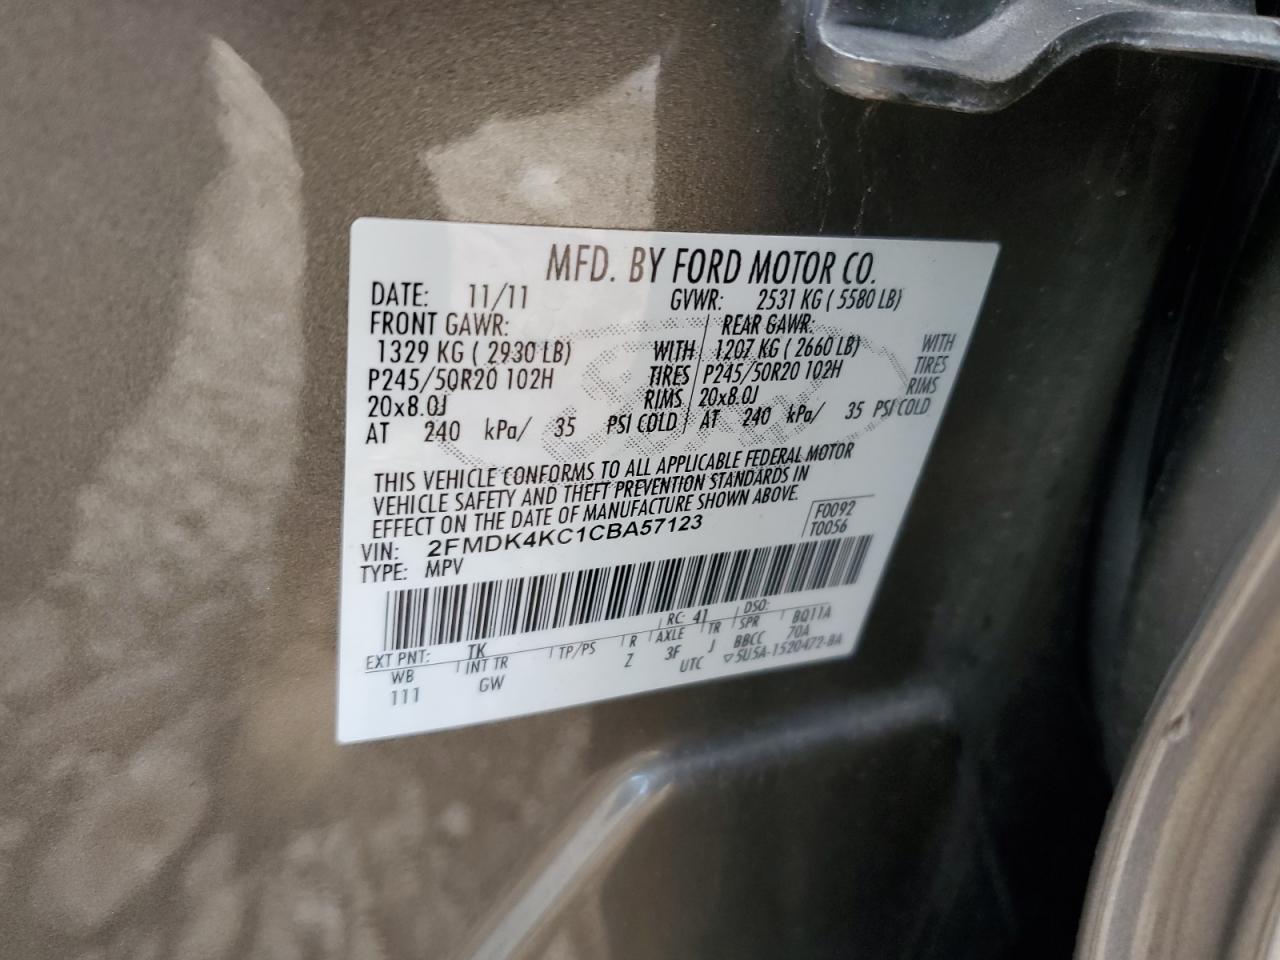 MFD. BY FORD MOTOR CO.
DATE: 11/11 GVWR: 2531 KG ( 5580 LB)
FRONT GAWR: REAR GAWR:
1329 KG ( 2930 LB) WITH 1207 KG ( 2660 LB) WITH
P245/50R20 102H TIRES P245/50R20 102H TIRES
20x8.0J RIMS 20x8.0J RIMS
AT 240 kPa/ 35 PSI COLD AT 240 kPa/ 35 PSI COLD
THIS VEHICLE CONFORMS TO ALL APPLICABLE FEDERAL MOTOR
VEHICLE SAFETY AND THEFT PREVENTION STANDARDS IN
EFFECT ON THE DATE OF MANUFACTURE SHOWN ABOVE.
F0092
VIN: 2FMDK4KC1CBA57123 T0056
TYPE: MPV
EXT PNT: TK RC: 41 DSO:
WB INT TR TP/PS R AXLE TR SPR BQ11A
111 GW Z 3F J BBCC 70A
UTC ▽5U5A-1520472-BA